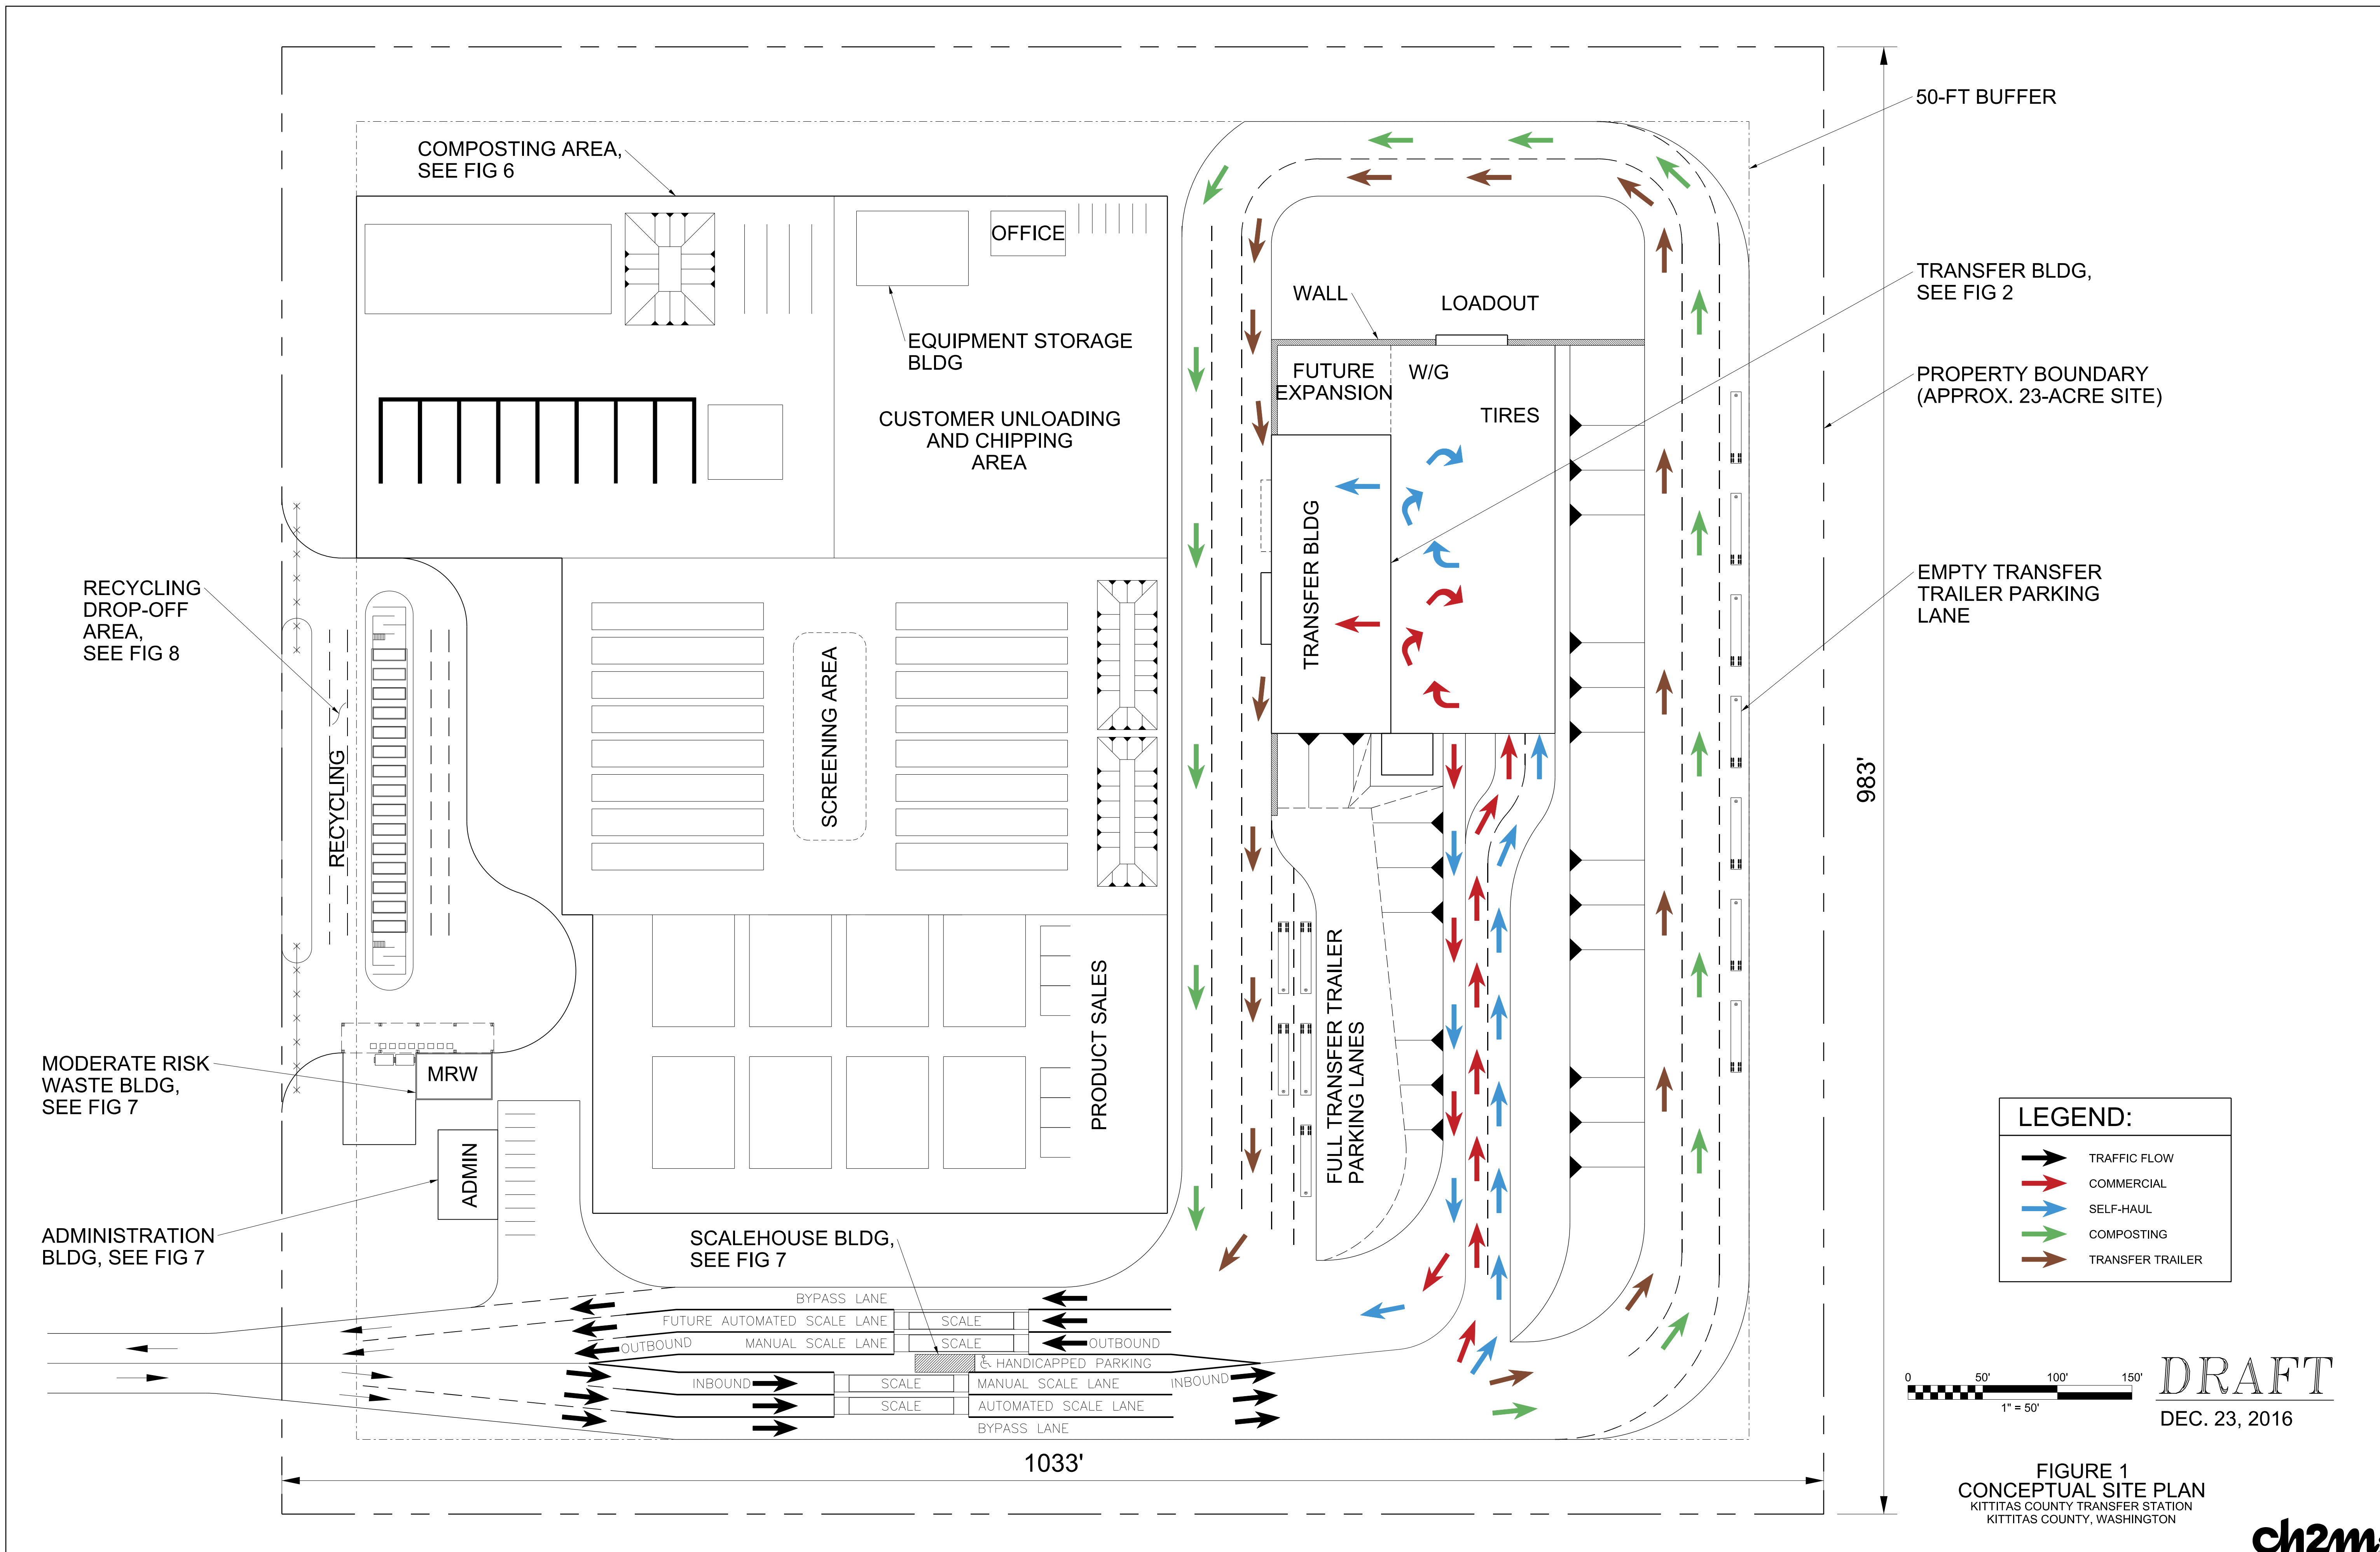 50-FT BUFFER
COMPOSTING AREA,
SEE FIG 6
OFFICE
EQUIPMENT STORAGE
BLDG
CUSTOMER UNLOADING
AND CHIPPING
AREA
WALL
LOADOUT
FUTURE
EXPANSION
W/G
TIRES
TRANSFER BLDG
TRANSFER BLDG,
SEE FIG 2
PROPERTY BOUNDARY
(APPROX. 23-ACRE SITE)
EMPTY TRANSFER
TRAILER PARKING
LANE
983'
RECYCLING
DROP-OFF
AREA,
SEE FIG 8
RECYCLING
SCREENING AREA
PRODUCT SALES
FULL TRANSFER TRAILER
PARKING LANES
MODERATE RISK
WASTE BLDG,
SEE FIG 7
MRW
ADMIN
ADMINISTRATION
BLDG, SEE FIG 7
SCALEHOUSE BLDG,
SEE FIG 7
BYPASS LANE
FUTURE AUTOMATED SCALE LANE
SCALE
OUTBOUND
MANUAL SCALE LANE
SCALE
OUTBOUND
HANDICAPPED PARKING
INBOUND
SCALE
MANUAL SCALE LANE
INBOUND
SCALE
AUTOMATED SCALE LANE
BYPASS LANE
1033'
LEGEND:
TRAFFIC FLOW
COMMERCIAL
SELF-HAUL
COMPOSTING
TRANSFER TRAILER
0 50' 100' 150'
1" = 50'
DRAFT
DEC. 23, 2016
FIGURE 1
CONCEPTUAL SITE PLAN
KITTITAS COUNTY TRANSFER STATION
KITTITAS COUNTY, WASHINGTON
ch2m: